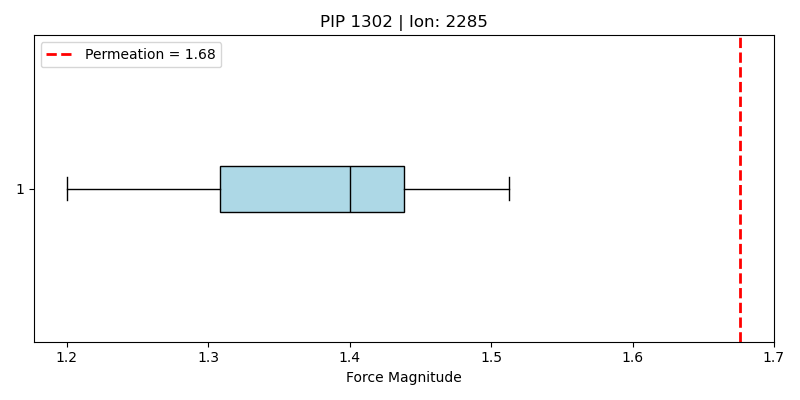 PIP 1302 | Ion: 2285
Permeation = 1.68
1
1.2 1.3 1.4 1.5 1.6 1.7
Force Magnitude